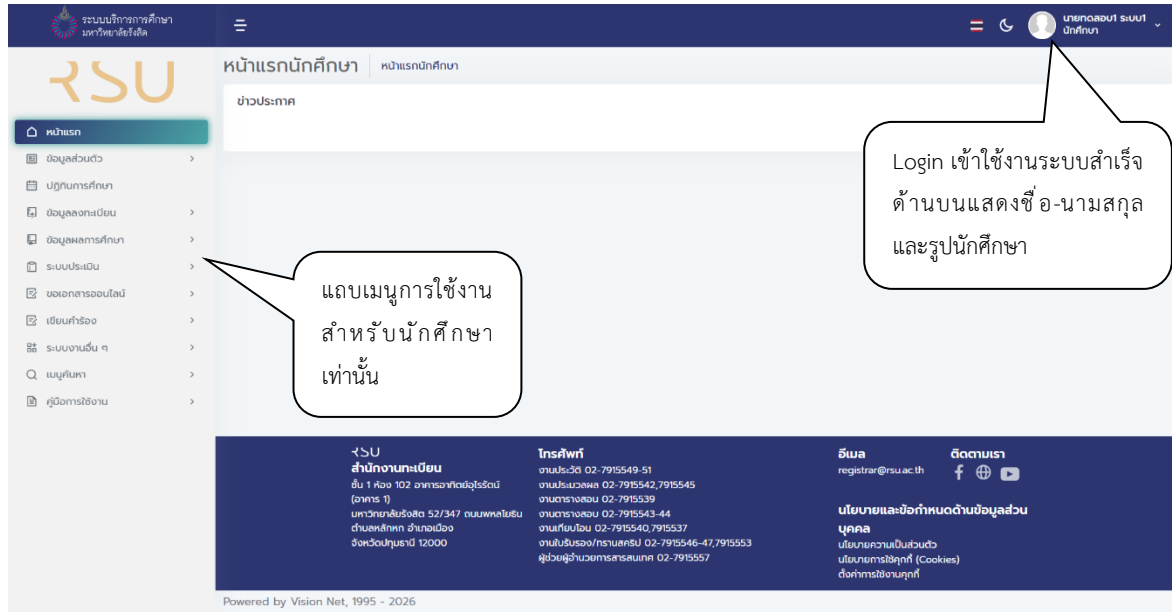 ระบบบริการการศึกษา
มหาวิทยาลัยรังสิต
นายทดสอบ1 ระบบ1
นักศึกษา
RSU
หน้าแรกนักศึกษา หน้าแรกนักศึกษา
ข่าวประกาศ
หน้าแรก
ข้อมูลส่วนตัว
ปฏิทินการศึกษา
ข้อมูลลงทะเบียน
ข้อมูลผลการศึกษา
ระบบประเมิน
ขอเอกสารออนไลน์
เขียนคำร้อง
ระบบงานอื่น ๆ
เมนูค้นหา
คู่มือการใช้งาน
Login เข้าใช้งานระบบสำเร็จ
ด้านบนแสดงชื่อ-นามสกุล
และรูปนักศึกษา
แถบเมนูการใช้งาน
สำหรับนักศึกษา
เท่านั้น
RSU
สำนักงานทะเบียน
ชั้น 1 ห้อง 102 อาคารอาทิตย์อุไรรัตน์
(อาคาร 1)
มหาวิทยาลัยรังสิต 52/347 ถนนพหลโยธิน
ตำบลหลักหก อำเภอเมือง
จังหวัดปทุมธานี 12000
โทรศัพท์
งานประวัติ 02-7915549-51
งานประมวลผล 02-7915542,7915545
งานตารางสอน 02-7915539
งานตารางสอบ 02-7915543-44
งานเทียบโอน 02-7915540,7915537
งานใบรับรอง/ทรานสคริป 02-7915546-47,7915553
ผู้ช่วยผู้อำนวยการสารสนเทศ 02-7915557
อีเมล
registrar@rsu.ac.th
ติดตามเรา
นโยบายและข้อกำหนดด้านข้อมูลส่วน
บุคคล
นโยบายความเป็นส่วนตัว
นโยบายการใช้คุกกี้ (Cookies)
ตั้งค่าการใช้งานคุกกี้
Powered by Vision Net, 1995 - 2026